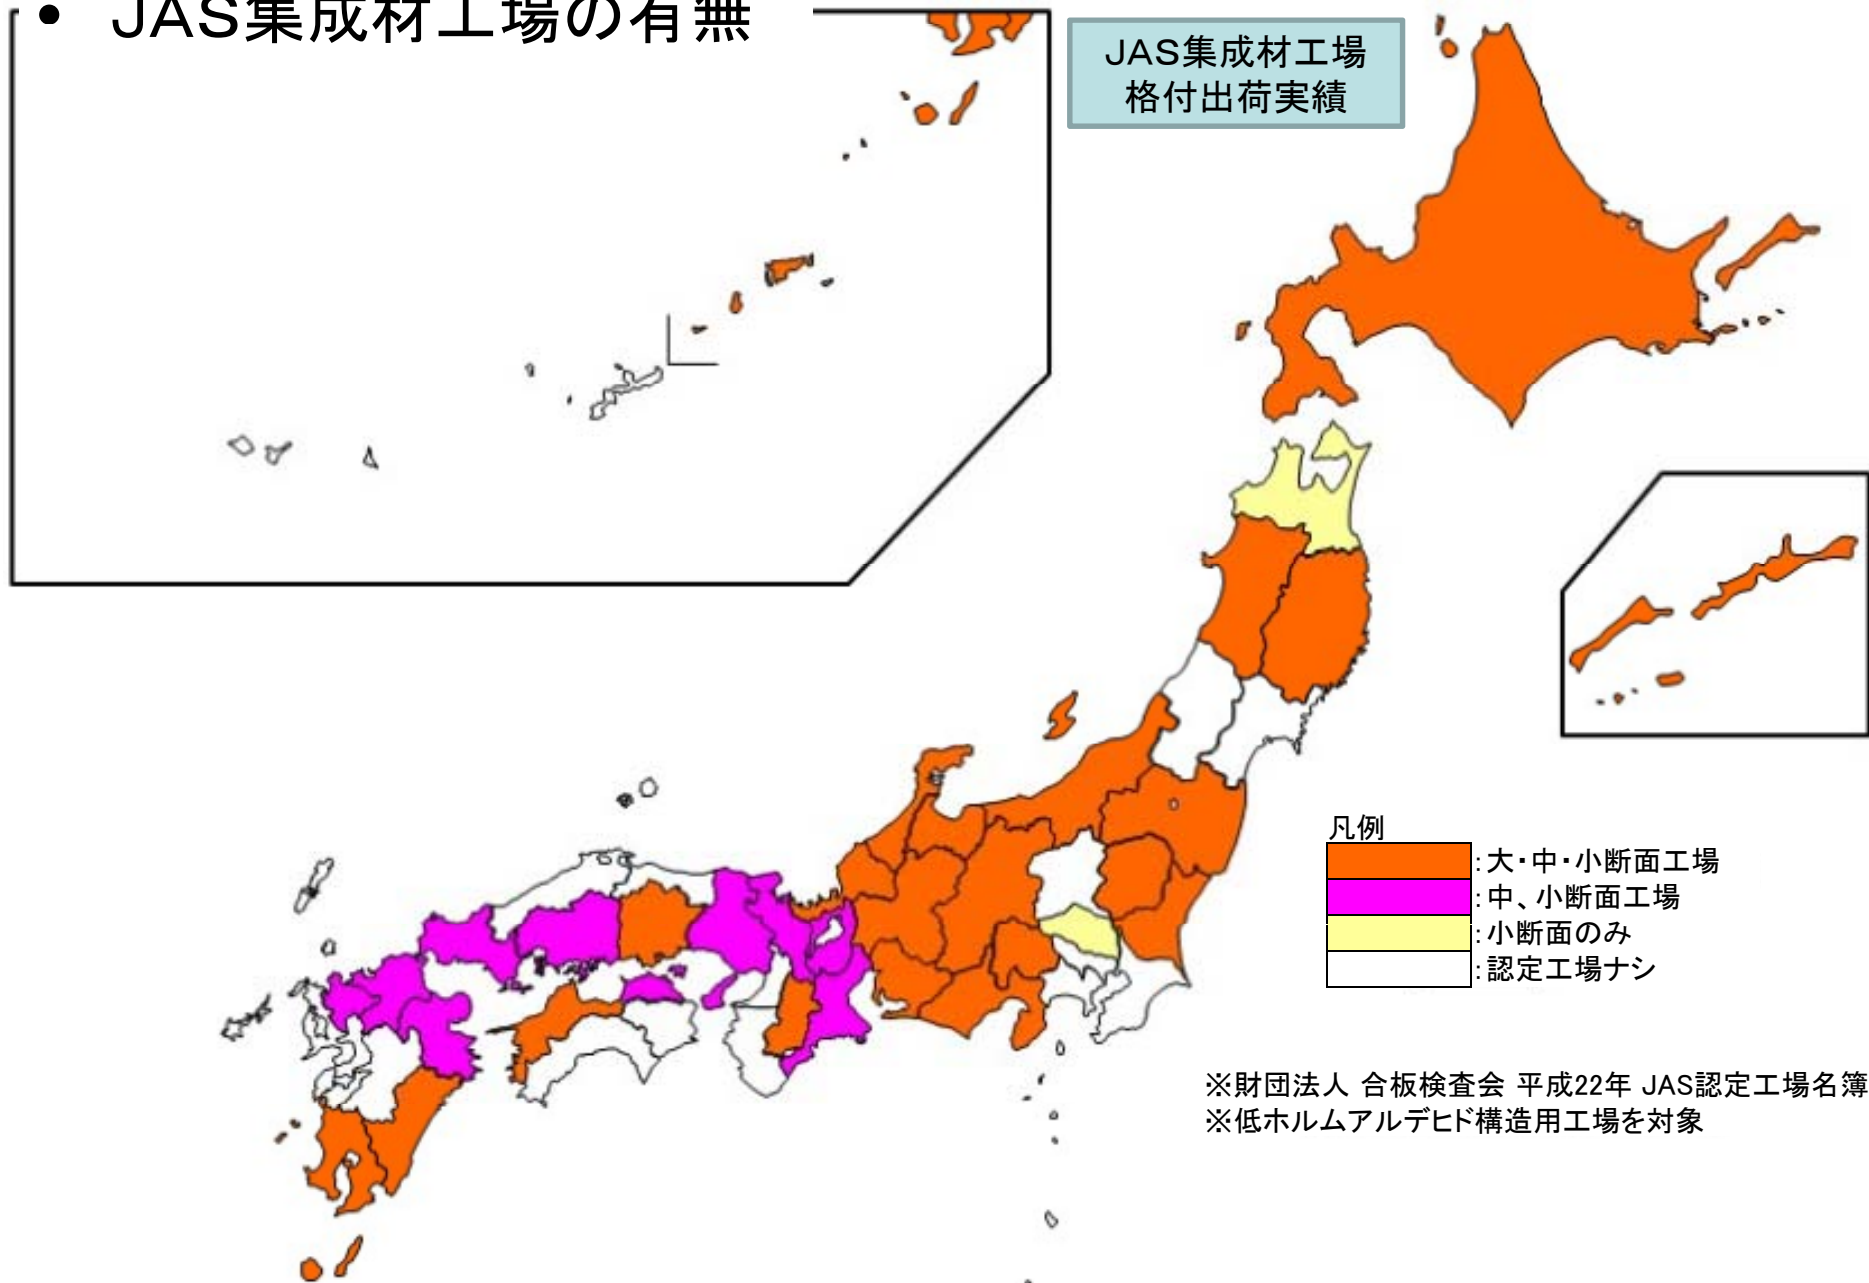 • JAS集成材工場の有無
JAS集成材工場
格付出荷実績
凡例
：大・中・小断面工場
：中、小断面工場
：小断面のみ
：認定工場ナシ
※財団法人 合板検査会 平成22年 JAS認定工場名簿
※低ホルムアルデヒド構造用工場を対象